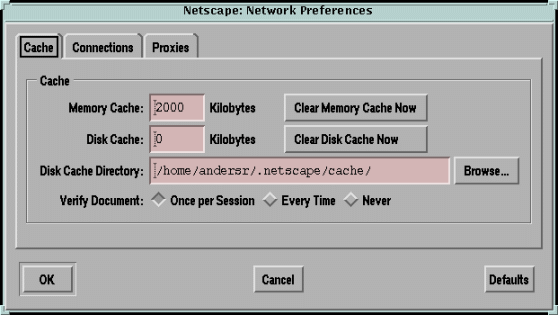 Netscape: Network Preferences
Cache Connections Proxies
Cache
Memory Cache: 2000 Kilobytes Clear Memory Cache Now
Disk Cache: 0 Kilobytes Clear Disk Cache Now
Disk Cache Directory: /home/andersr/.netscape/cache/ Browse...
Verify Document: Once per Session Every Time Never
OK Cancel Defaults